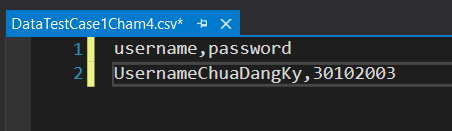 DataTestCase1Cham4.csv*
1 username,password
2 UsernameChuaDangKy,30102003